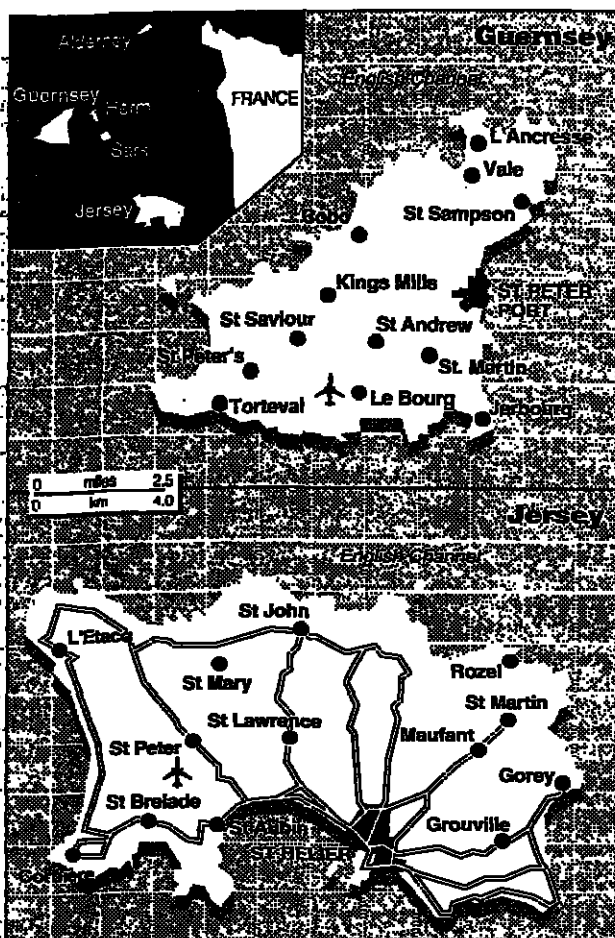 Guernsey
Alderney
English Channel
Guernsey
Herm
FRANCE
Sark
Jersey
L'Ancresse
Vale
St Sampson
Cobo
Kings Mills
ST PETER
PORT
St Saviour
St Andrew
St Peter's
St. Martin
Le Bourg
Torteval
Jerbourg
0 miles 2.5
0 km 4.0
Jersey
English Channel
St John
L'Etacq
St Mary
Rozel
St Martin
St Lawrence
St Peter
Maufant
Gorey
St Brelade
St Aubin
Grouville
ST HELIER